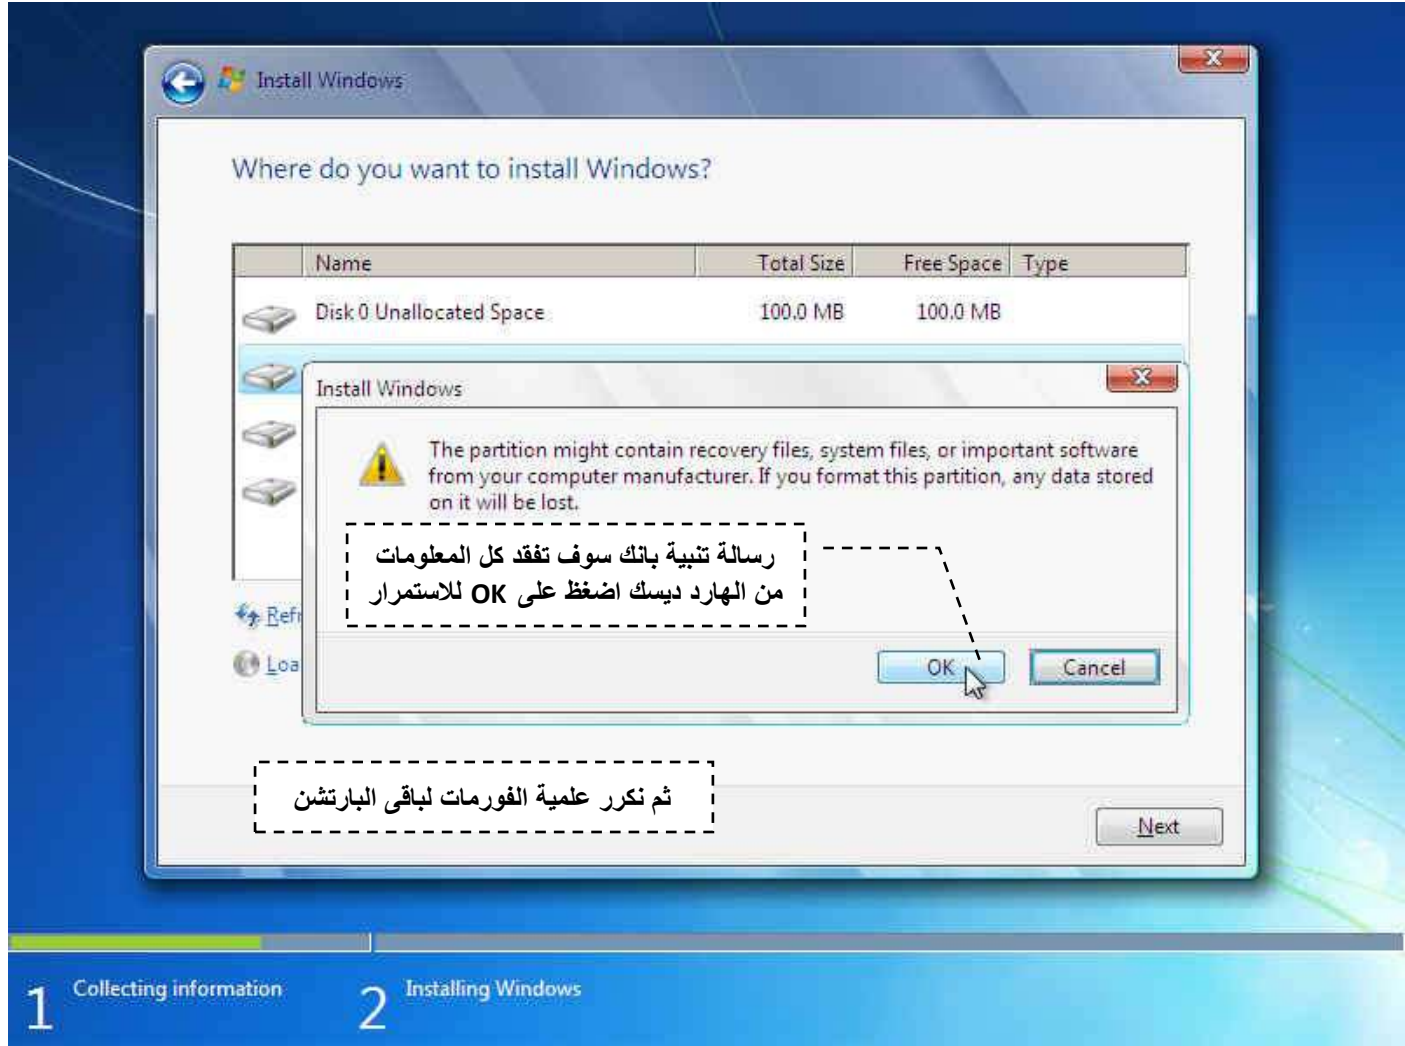 Install Windows
Where do you want to install Windows?
Name Total Size Free Space Type
Disk 0 Unallocated Space 100.0 MB 100.0 MB
Install Windows
The partition might contain recovery files, system files, or important software
from your computer manufacturer. If you format this partition, any data stored
on it will be lost.
رسالة تنبية بانك سوف تفقد كل المعلومات
من الهارد ديسك اضغظ على OK للاستمرار
Refr
Loa
OK Cancel
ثم نكرر علمية الفورمات لباقى البارتشن
Next
1 Collecting information 2 Installing Windows